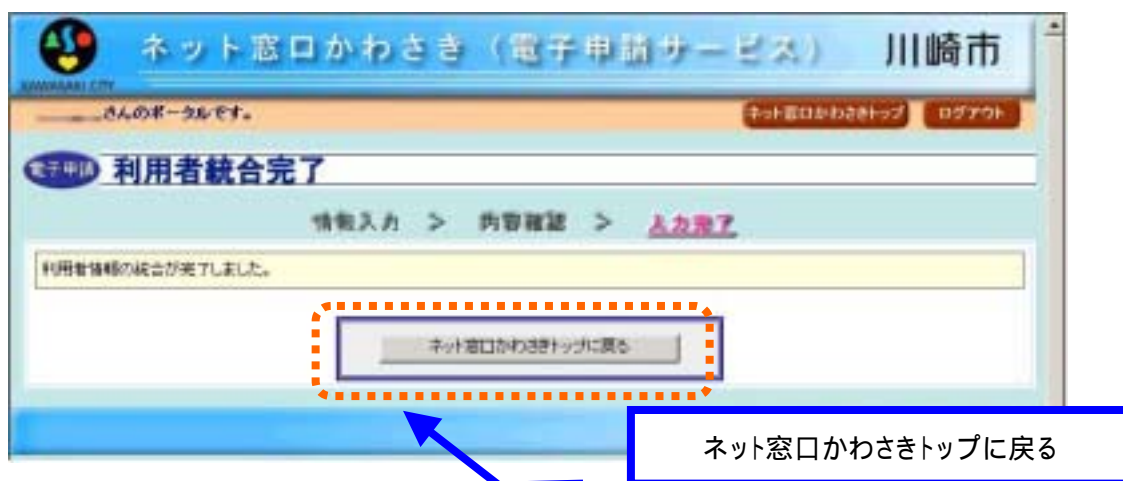 ネット窓口かわさき（電子申請サービス） 川崎市
KAWASAKI CITY
さんのポータルです。 ネット窓口かわさきトップ ログアウト
電子申請 利用者統合完了
情報入力 ＞ 内容確認 ＞ 入力完了
利用者情報の統合が完了しました。
ネット窓口かわさきトップに戻る
ネット窓口かわさきトップに戻る